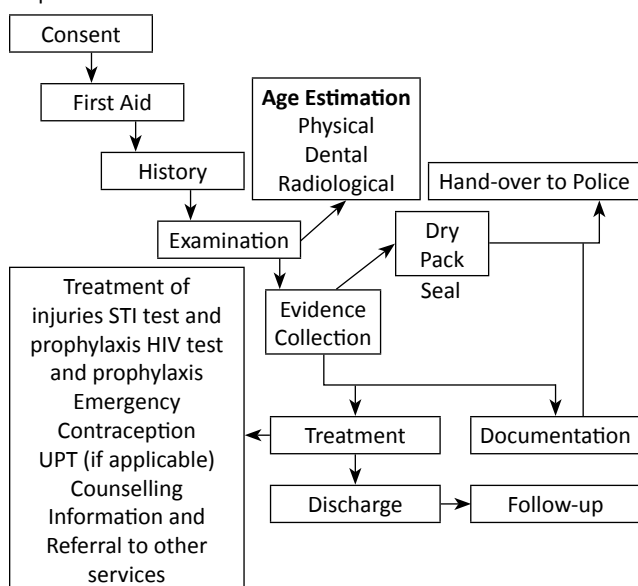 Consent
First Aid
Age Estimation
Physical
Dental
Radiological
History
Hand-over to Police
Examination
Dry
Pack
Seal
Evidence
Collection
Treatment of
injuries STI test and
prophylaxis HIV test
and prophylaxis
Emergency
Contraception
UPT (if applicable)
Counselling
Information and
Referral to other
services
Treatment
Documentation
Discharge
Follow-up